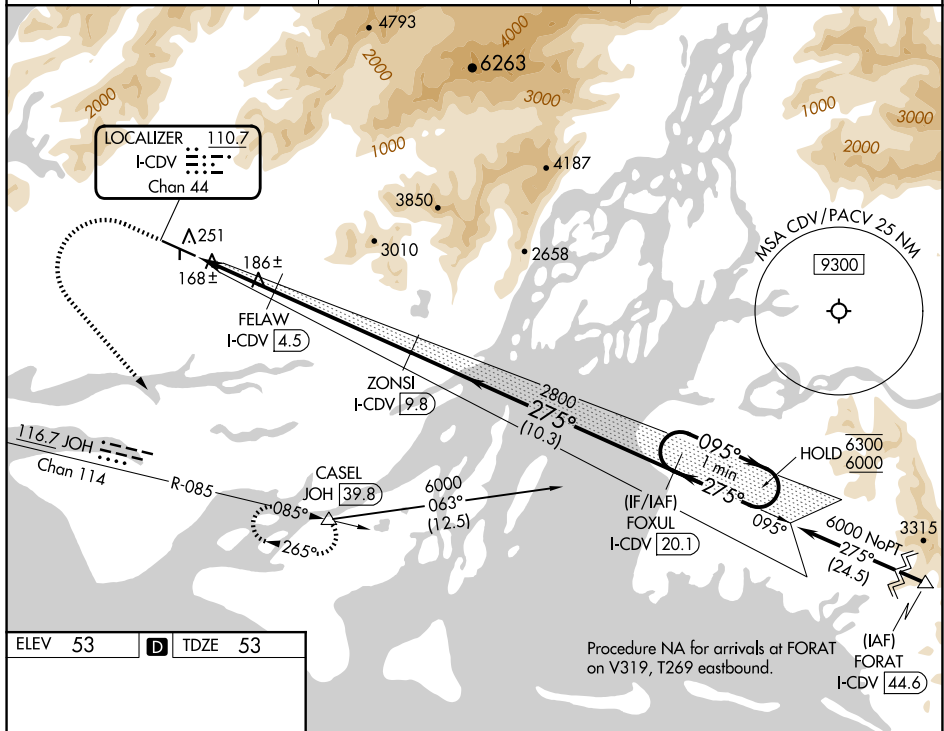 4793
4000
6263
2000
2000
3000
1000
1000
3000
2000
LOCALIZER 110.7
I-CDV
Chan 44
4187
3850
3010
2658
251
186±
168±
MSA CDV/PACV 25 NM
9300
FELAW
I-CDV 4.5
ZONSI
I-CDV 9.8
2800
275°
(10.3)
095°
1 min
275°
HOLD 6300
6000
095°
(IF/IAF)
FOXUL
I-CDV 20.1
6000 NoPT
275°
(24.5)
3315
116.7 JOH
Chan 114
R-085
085°
265°
CASEL
JOH 39.8
6000
063°
(12.5)
(IAF)
FORAT
I-CDV 44.6
Procedure NA for arrivals at FORAT
on V319, T269 eastbound.
ELEV 53 D TDZE 53